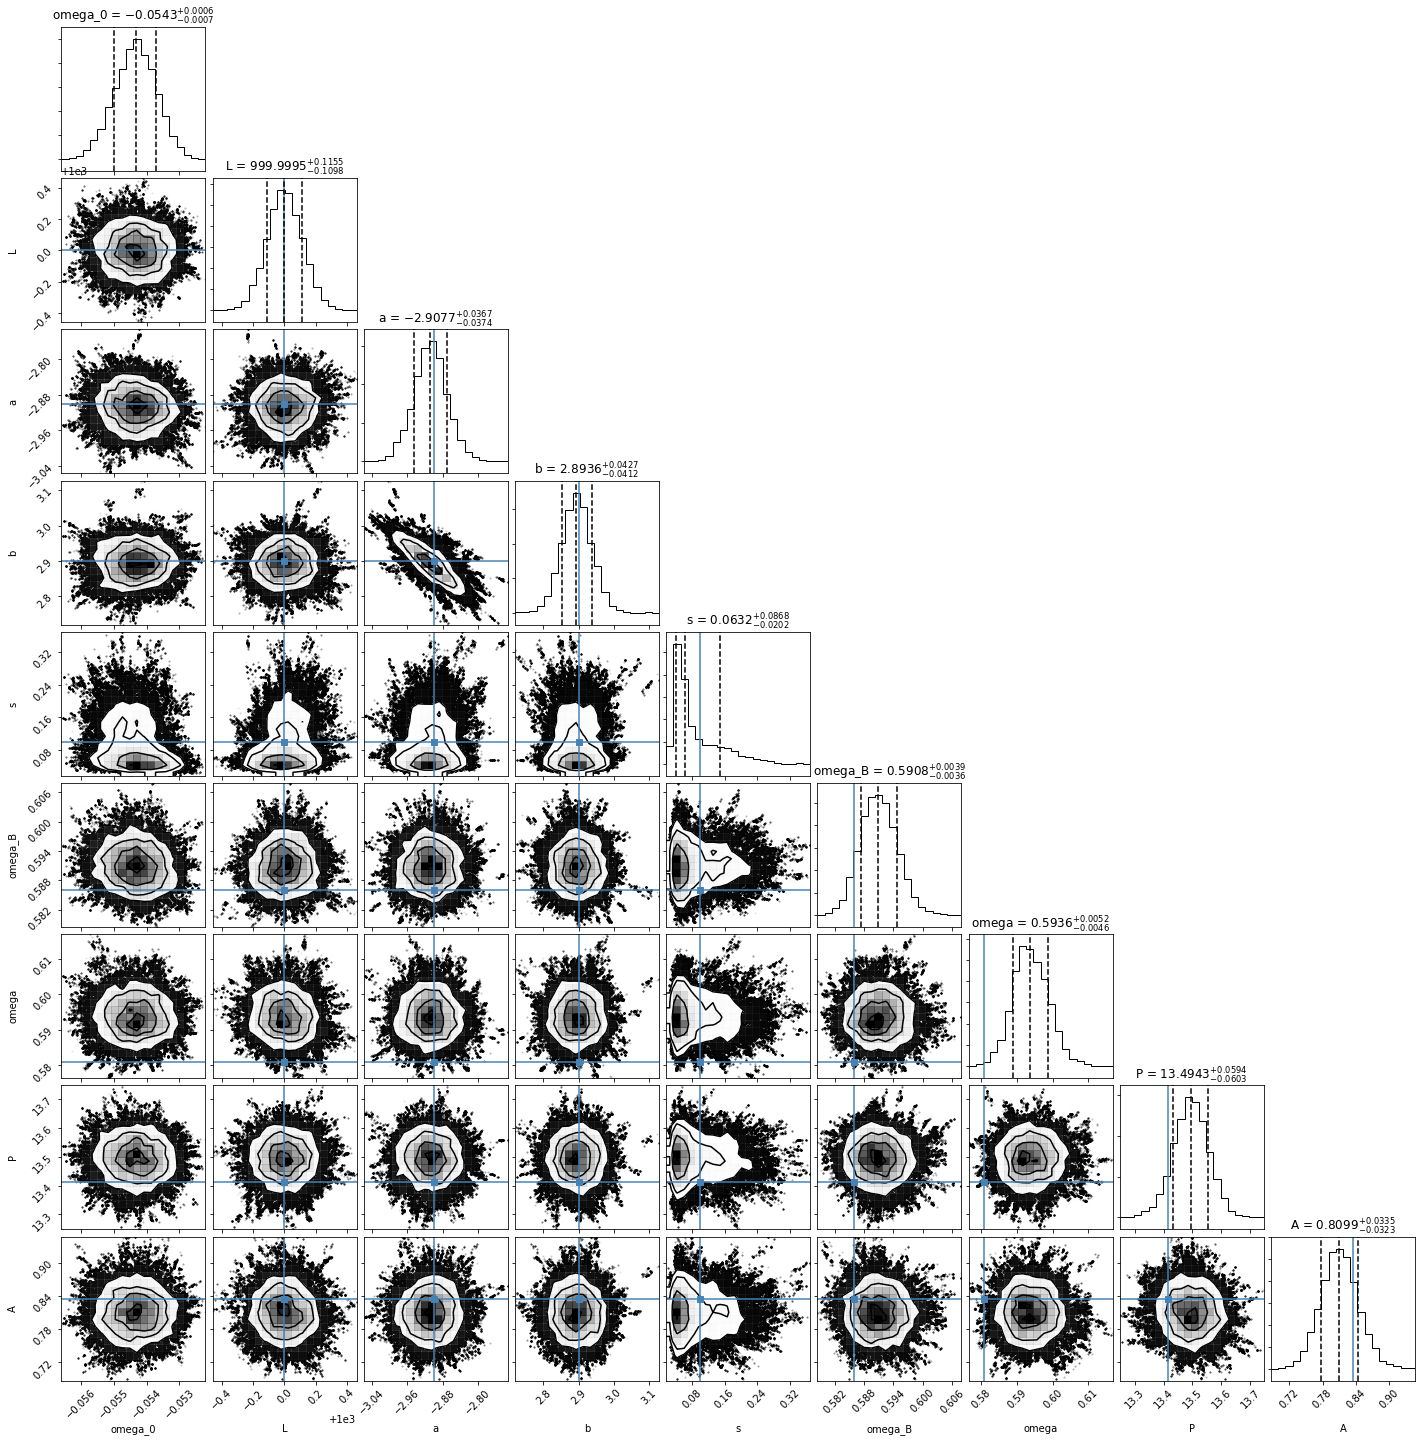 omega_0 = −0.0543+0.0006−0.0007
+1e3
L = 999.9995+0.1155−0.1098
0.4
0.2
0.0
−0.2
−0.4
L
a = −2.9077+0.0367−0.0374
−2.80
−2.88
−2.96
−3.04
a
b = 2.8936+0.0427−0.0412
3.1
3.0
2.9
2.8
b
s = 0.0632+0.0868−0.0202
0.32
0.24
0.16
0.08
s
omega_B = 0.5908+0.0039−0.0036
0.606
0.600
0.594
0.588
0.582
omega_B
omega = 0.5936+0.0052−0.0046
0.61
0.60
0.59
0.58
omega
P = 13.4943+0.0594−0.0603
13.7
13.6
13.5
13.4
13.3
P
A = 0.8099+0.0335−0.0323
0.90
0.84
0.78
0.72
A
−0.056 −0.055 −0.054 −0.053
−0.4 −0.2 0.0 0.2 0.4
−3.04 −2.96 −2.88 −2.80
2.8 2.9 3.0 3.1
0.08 0.16 0.24 0.32
0.582 0.588 0.594 0.600 0.606
0.58 0.59 0.60 0.61
13.3 13.4 13.5 13.6 13.7
0.72 0.78 0.84 0.90
+1e3
omega_0 L a b s omega_B omega P A